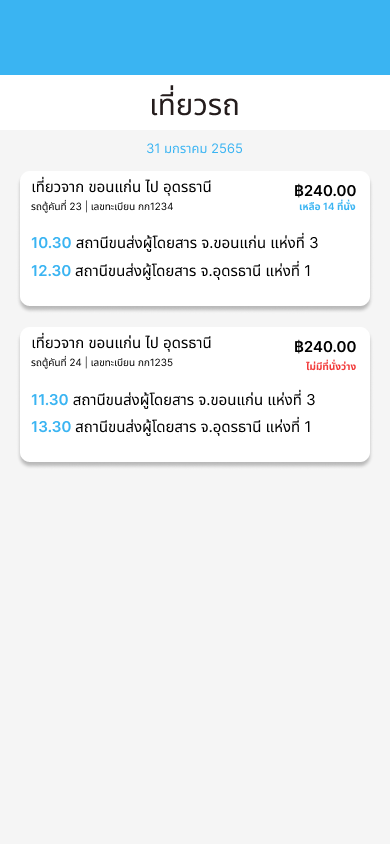 เที่ยวรถ
31 มกราคม 2565
เที่ยวจาก ขอนแก่น ไป อุดรธานี
฿240.00
รถตู้คันที่ 23 | เลขทะเบียน กก1234
เหลือ 14 ที่นั่ง
10.30 สถานีขนส่งผู้โดยสาร จ.ขอนแก่น แห่งที่ 3
12.30 สถานีขนส่งผู้โดยสาร จ.อุดรธานี แห่งที่ 1
เที่ยวจาก ขอนแก่น ไป อุดรธานี
฿240.00
รถตู้คันที่ 24 | เลขทะเบียน กก1235
ไม่มีที่นั่งว่าง
11.30 สถานีขนส่งผู้โดยสาร จ.ขอนแก่น แห่งที่ 3
13.30 สถานีขนส่งผู้โดยสาร จ.อุดรธานี แห่งที่ 1